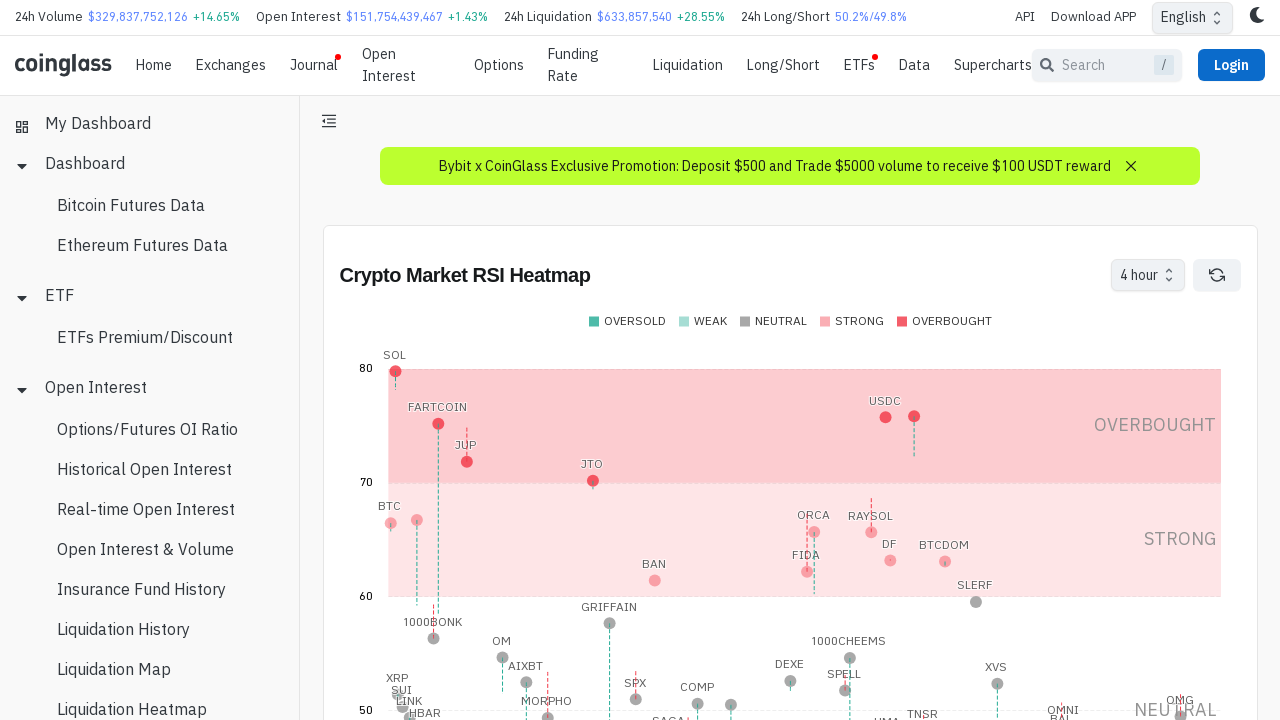 24h Volume $329,837,752,126 +14.65% Open Interest $151,754,439,467 +1.43% 24h Liquidation $633,857,540 +28.55% 24h Long/Short 50.2%/49.8% API Download APP English
coinglass Home Exchanges Journal Open Interest Options Funding Rate Liquidation Long/Short ETFs Data Supercharts Search / Login
My Dashboard
Dashboard
Bitcoin Futures Data
Ethereum Futures Data
ETF
ETFs Premium/Discount
Open Interest
Options/Futures OI Ratio
Historical Open Interest
Real-time Open Interest
Open Interest & Volume
Insurance Fund History
Liquidation History
Liquidation Map
Liquidation Heatmap
Bybit x CoinGlass Exclusive Promotion: Deposit $500 and Trade $5000 volume to receive $100 USDT reward
Crypto Market RSI Heatmap
4 hour
OVERSOLD WEAK NEUTRAL STRONG OVERBOUGHT
SOL
80
FARTCOIN USDC
OVERBOUGHT
JUP
JTO
70
BTC ORCA RAYSOL
STRONG
DF BTCDOM
FIDA
BAN
SLERF
60
GRIFFAIN
1000BONK
OM 1000CHEEMS
AIXBT DEXE XVS
XRP SPELL
SPX COMP
SUI
LINK MORPHO ONG
50 HBAR OMNI NEUTRAL
TNSR
BAL
SAGA UMA